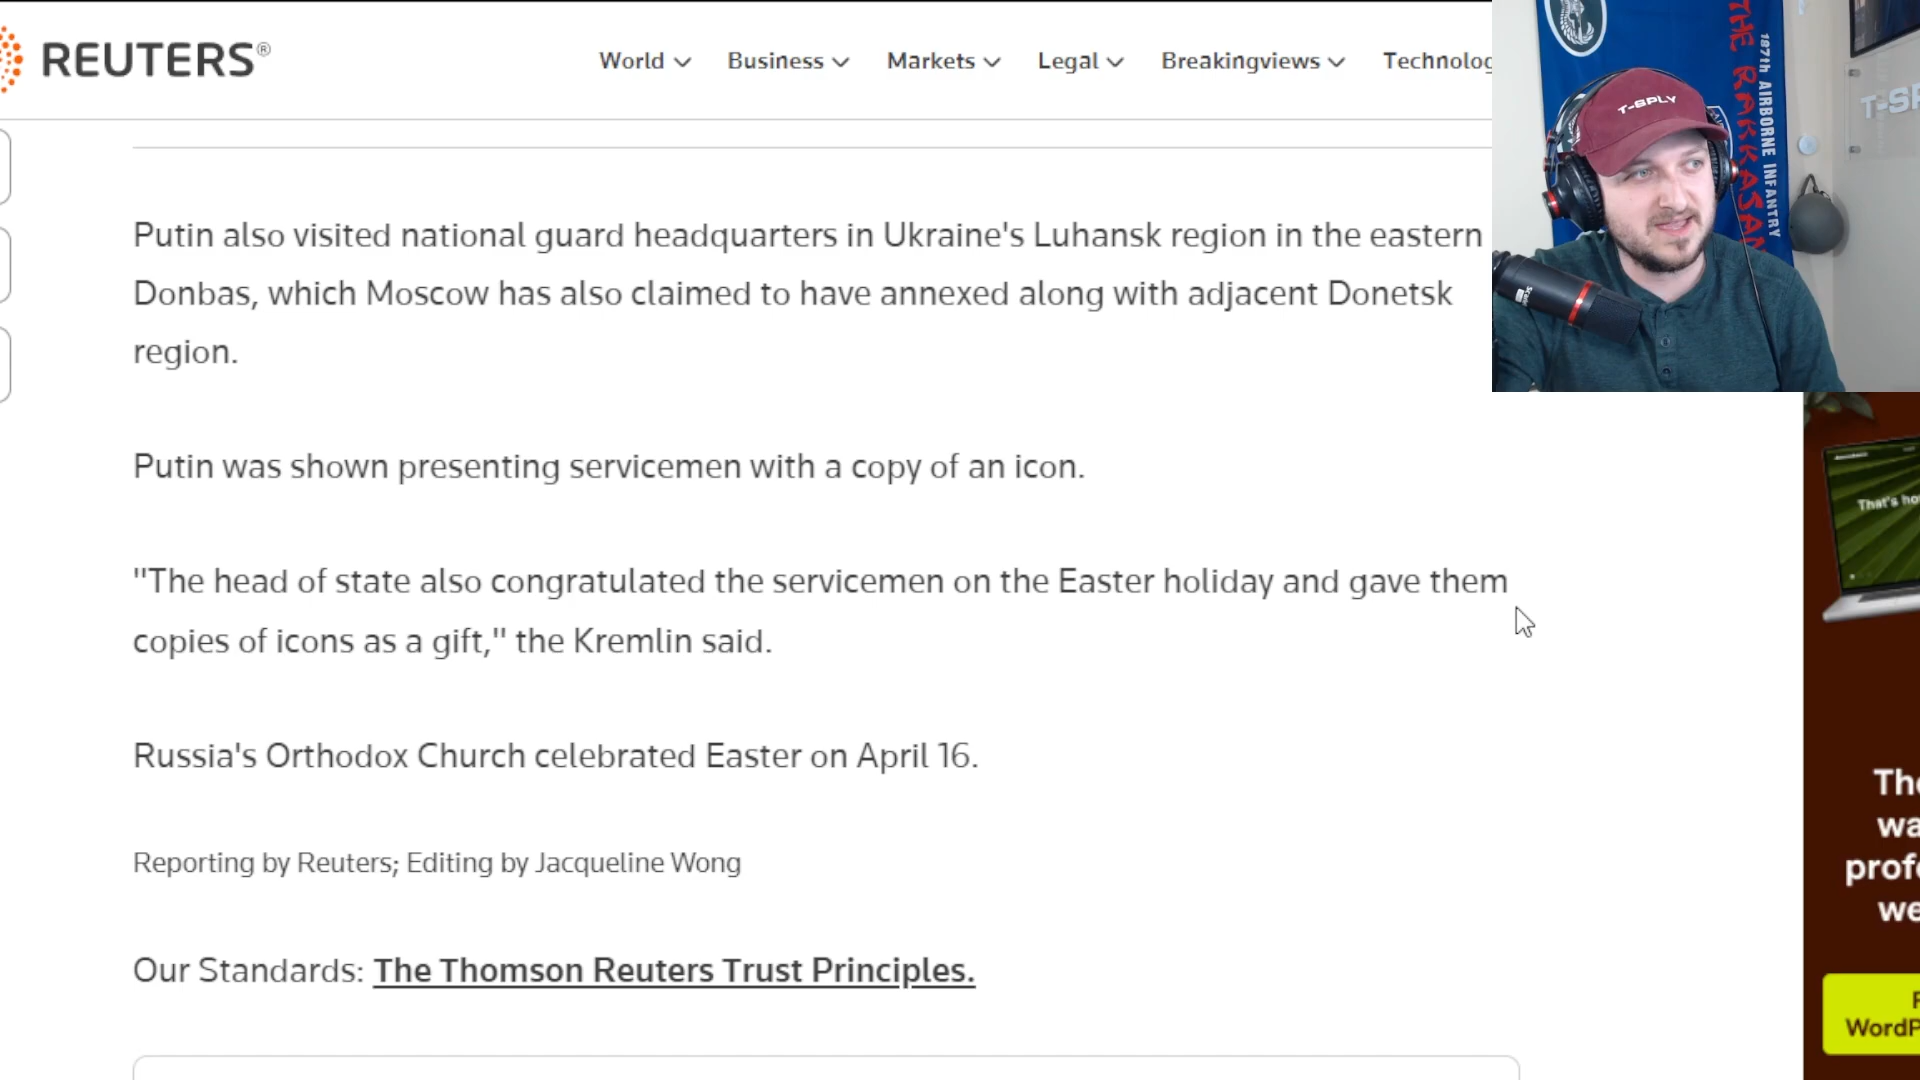 REUTERS®
World
Business
Markets
Legal
Breakingviews
Putin also visited national guard headquarters in Ukraine's Luhansk region in the eastern
Donbas, which Moscow has also claimed to have annexed along with adjacent Donetsk
region.
Putin was shown presenting servicemen with a copy of an icon.
"The head of state also congratulated the servicemen on the Easter holiday and gave them
copies of icons as a gift," the Kremlin said.
Russia's Orthodox Church celebrated Easter on April 16.
Reporting by Reuters; Editing by Jacqueline Wong
Our Standards: The Thomson Reuters Trust Principles.
T-SPLY
THE RAKKASANS
187th AIRBORNE INFANTRY
That's